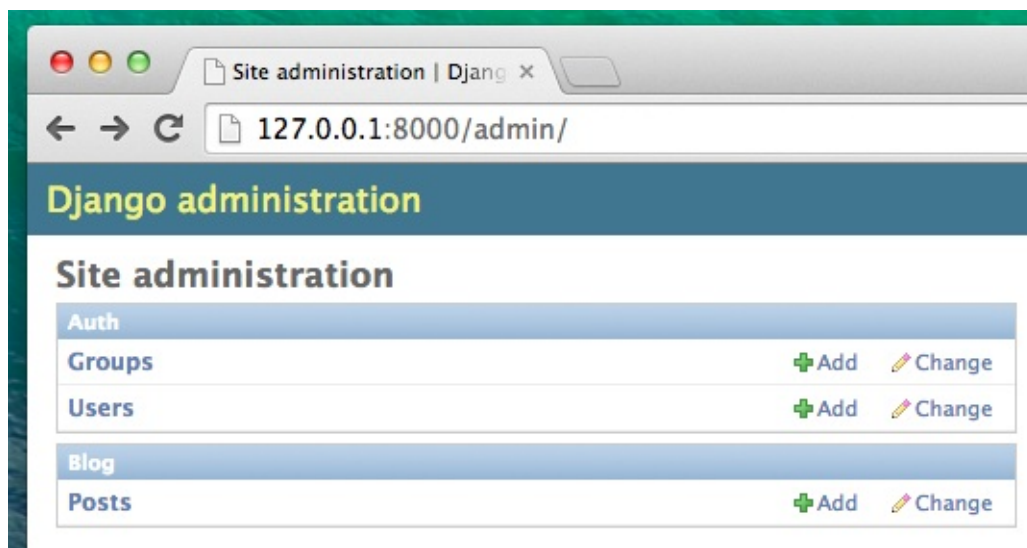 Site administration | Djang
127.0.0.1:8000/admin/
Django administration
Site administration
Auth
Groups Add Change
Users Add Change
Blog
Posts Add Change